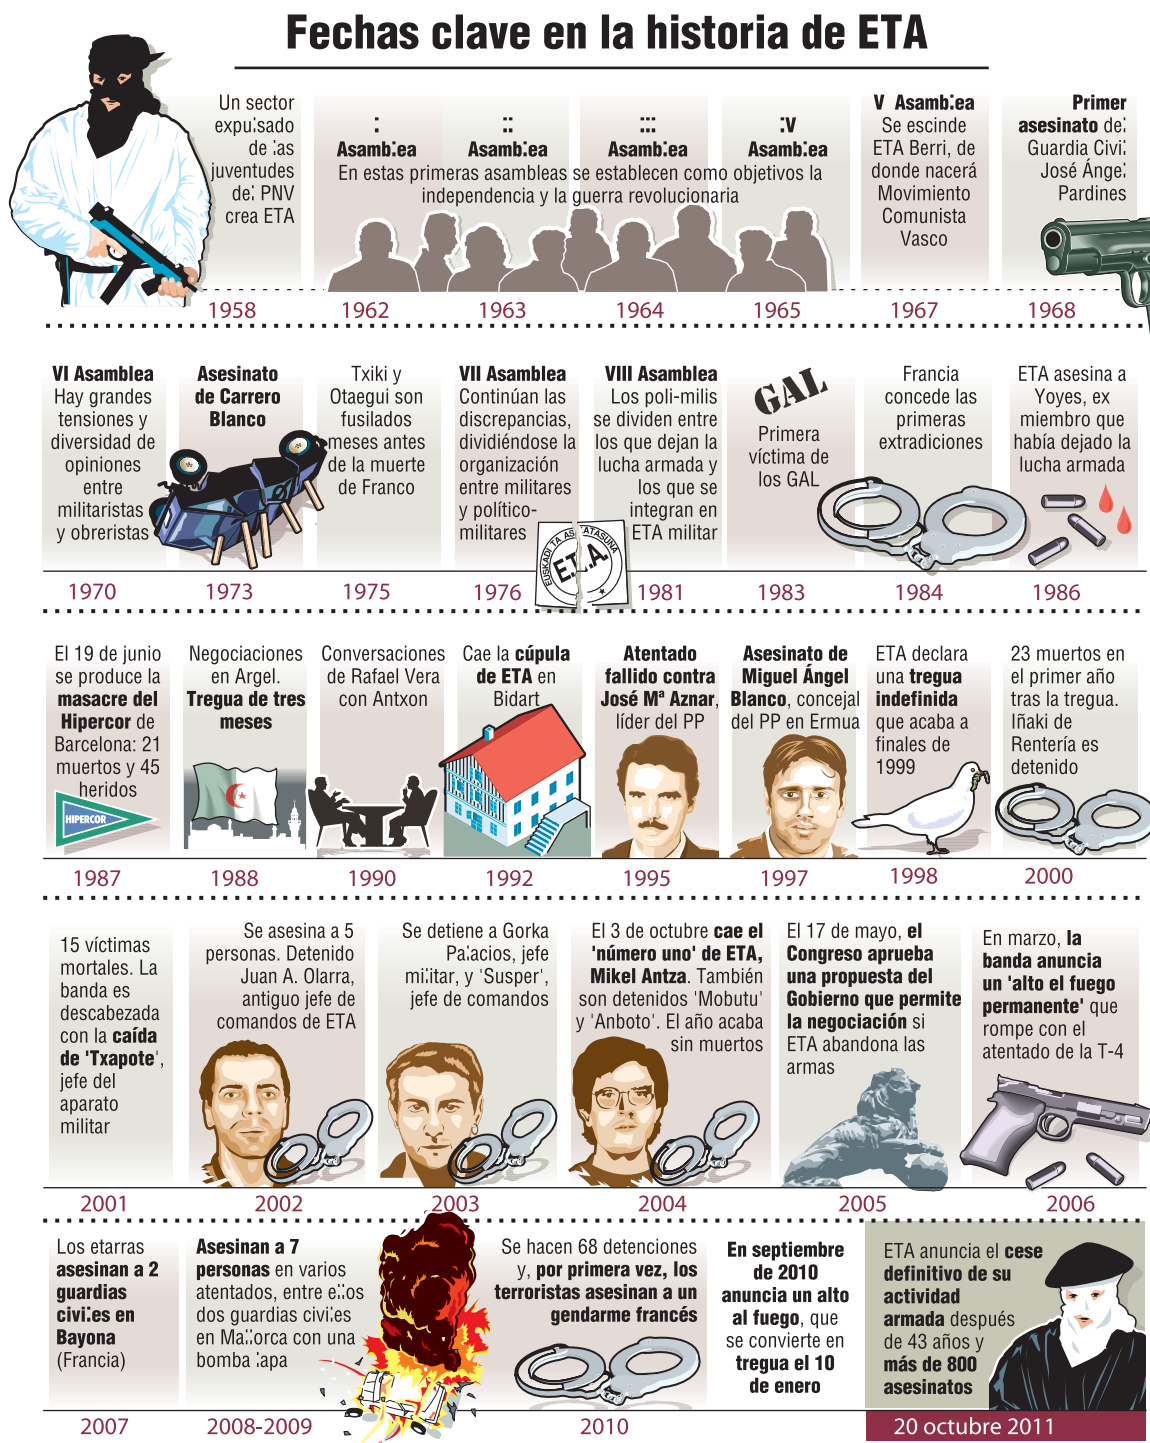 Fechas clave en la historia de ETA
Un sector
expulsado
de las
juventudes
del PNV
crea ETA
1958
I
Asamblea
1962
II
Asamblea
1963
III
Asamblea
1964
IV
Asamblea
1965
En estas primeras asambleas se establecen como objetivos la
independencia y la guerra revolucionaria
V Asamblea
Se escinde
ETA Berri, de
donde nacerá
Movimiento
Comunista
Vasco
1967
Primer
asesinato del
Guardia Civil
José Ángel
Pardines
1968
VI Asamblea
Hay grandes
tensiones y
diversidad de
opiniones
entre
militaristas
y obreristas
1970
Asesinato
de Carrero
Blanco
1973
Txiki y
Otaegui son
fusilados
meses antes
de la muerte
de Franco
1975
VII Asamblea
Continúan las
discrepancias,
dividiéndose la
organización
entre militares
y político-
militares
1976
EUSKADI TA ASKATASUNA
E.T.A.
VIII Asamblea
Los poli-milis
se dividen entre
los que dejan la
lucha armada y
los que se
integran en
ETA militar
1981
GAL
Primera
víctima de
los GAL
1983
Francia
concede las
primeras
extradiciones
1984
ETA asesina a
Yoyes, ex
miembro que
había dejado la
lucha armada
1986
El 19 de junio
se produce la
masacre del
Hipercor de
Barcelona: 21
muertos y 45
heridos
HIPERCOR
1987
Negociaciones
en Argel.
Tregua de tres
meses
1988
Conversaciones
de Rafael Vera
con Antxon
1990
Cae la cúpula
de ETA en
Bidart
1992
Atentado
fallido contra
José Mª Aznar,
líder del PP
1995
Asesinato de
Miguel Ángel
Blanco, concejal
del PP en Ermua
1997
ETA declara
una tregua
indefinida
que acaba a
finales de
1999
1998
23 muertos en
el primer año
tras la tregua.
Iñaki de
Rentería es
detenido
2000
15 víctimas
mortales. La
banda es
descabezada
con la caída
de 'Txapote',
jefe del
aparato
militar
2001
Se asesina a 5
personas. Detenido
Juan A. Olarra,
antiguo jefe de
comandos de ETA
2002
Se detiene a Gorka
Palacios, jefe
militar, y 'Susper',
jefe de comandos
2003
El 3 de octubre cae el
'número uno' de ETA,
Mikel Antza. También
son detenidos 'Mobutu'
y 'Anboto'. El año acaba
sin muertos
2004
El 17 de mayo, el
Congreso aprueba
una propuesta del
Gobierno que permite
la negociación si
ETA abandona las
armas
2005
En marzo, la
banda anuncia
un 'alto el fuego
permanente' que
rompe con el
atentado de la T-4
2006
Los etarras
asesinan a 2
guardias
civiles en
Bayona
(Francia)
2007
Asesinan a 7
personas en varios
atentados, entre ellos
dos guardias civiles
en Mallorca con una
bomba lapa
2008-2009
Se hacen 68 detenciones
y, por primera vez, los
terroristas asesinan a un
gendarme francés
2010
En septiembre
de 2010
anuncia un alto
al fuego, que
se convierte en
tregua el 10
de enero
ETA anuncia el cese
definitivo de su
actividad
armada después
de 43 años y
más de 800
asesinatos
20 octubre 2011